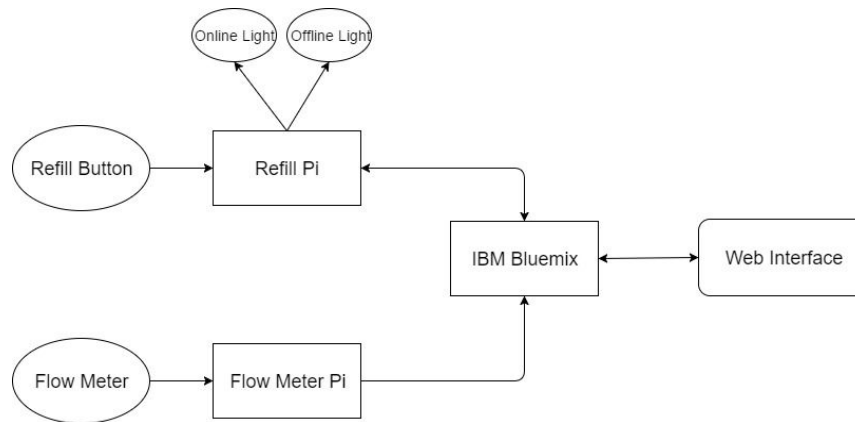 Online Light
Offline Light
Refill Button
Refill Pi
IBM Bluemix
Web Interface
Flow Meter
Flow Meter Pi